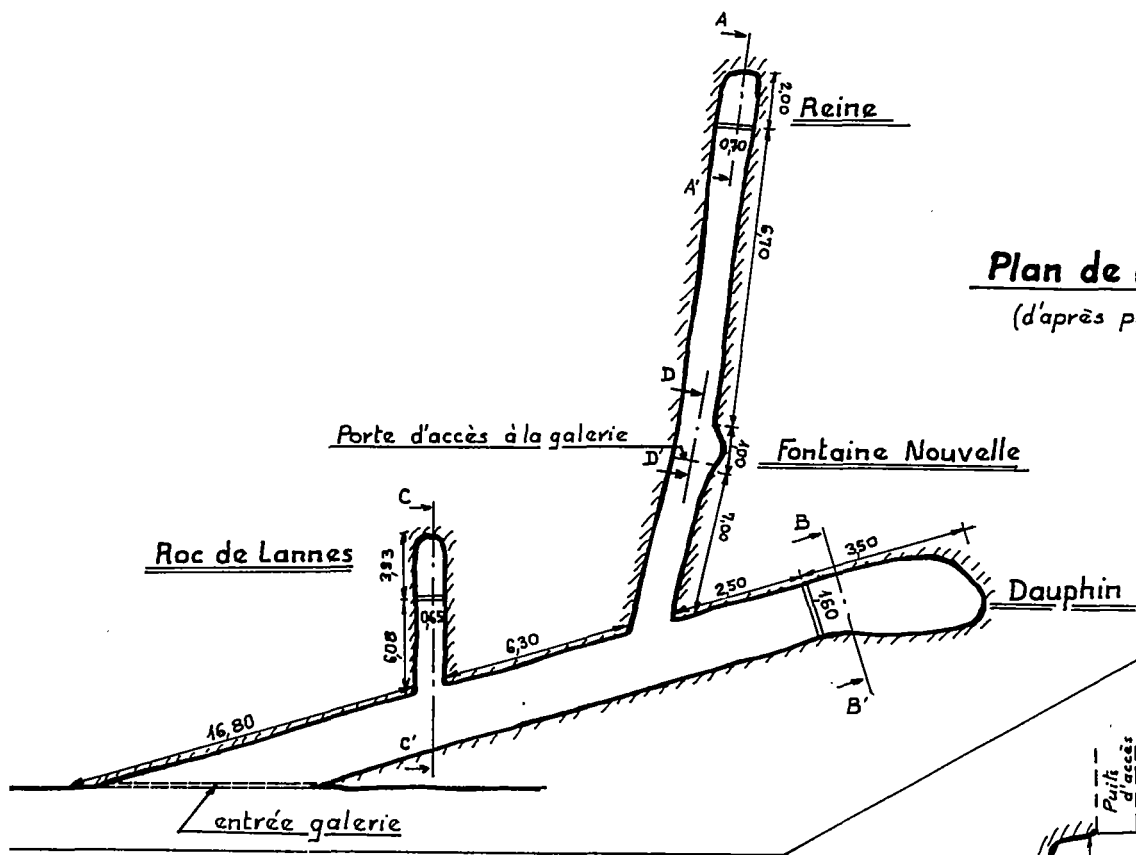 A
2,00
Reine
0,70
A'
6,70
Plan de
(d'après p
D
Porte d'accès à la galerie
4,00
Fontaine Nouvelle
D'
C
7,00
B
3,50
Roc de Lannes
3,93
2,50
1,60
Dauphin
0,65
6,08
6,30
B'
16,80
C'
Puits
d'accès
entrée galerie